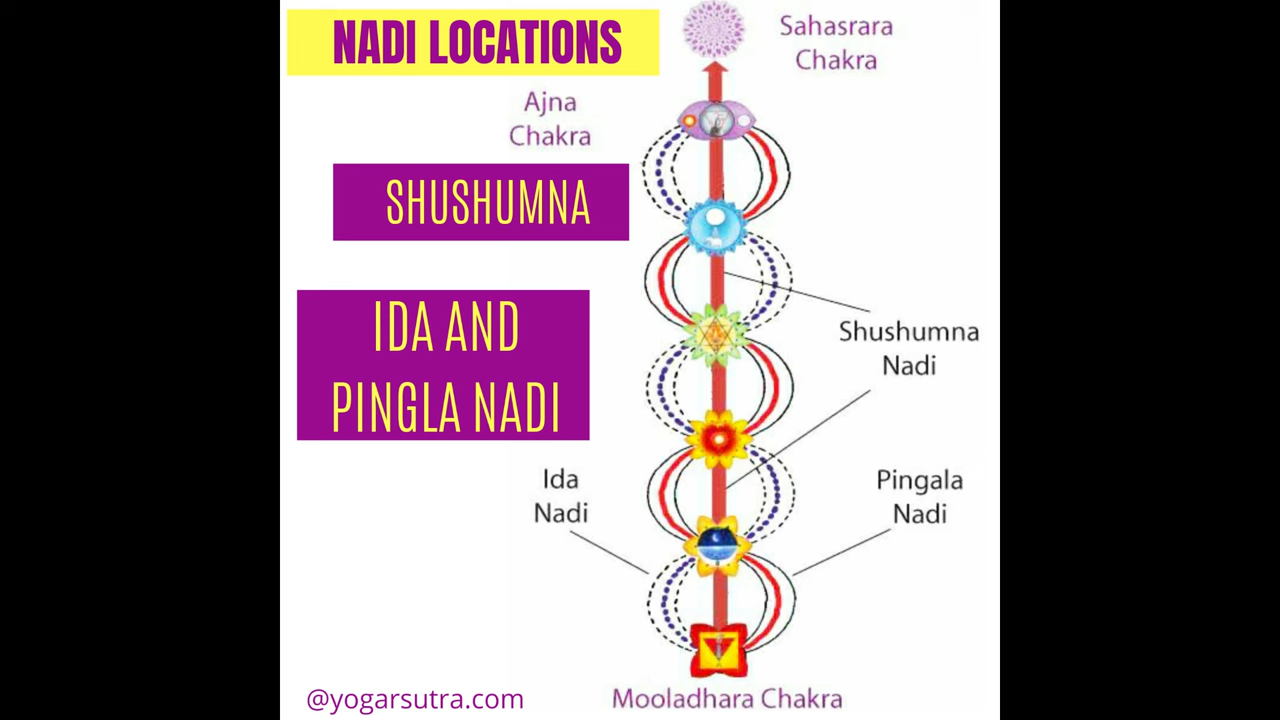 NADI LOCATIONS
Sahasrara
Chakra
Ajna
Chakra
SHUSHUMNA
IDA AND
PINGLA NADI
Shushumna
Nadi
Ida
Nadi
Pingala
Nadi
@yogarsutra.com
Mooladhara Chakra